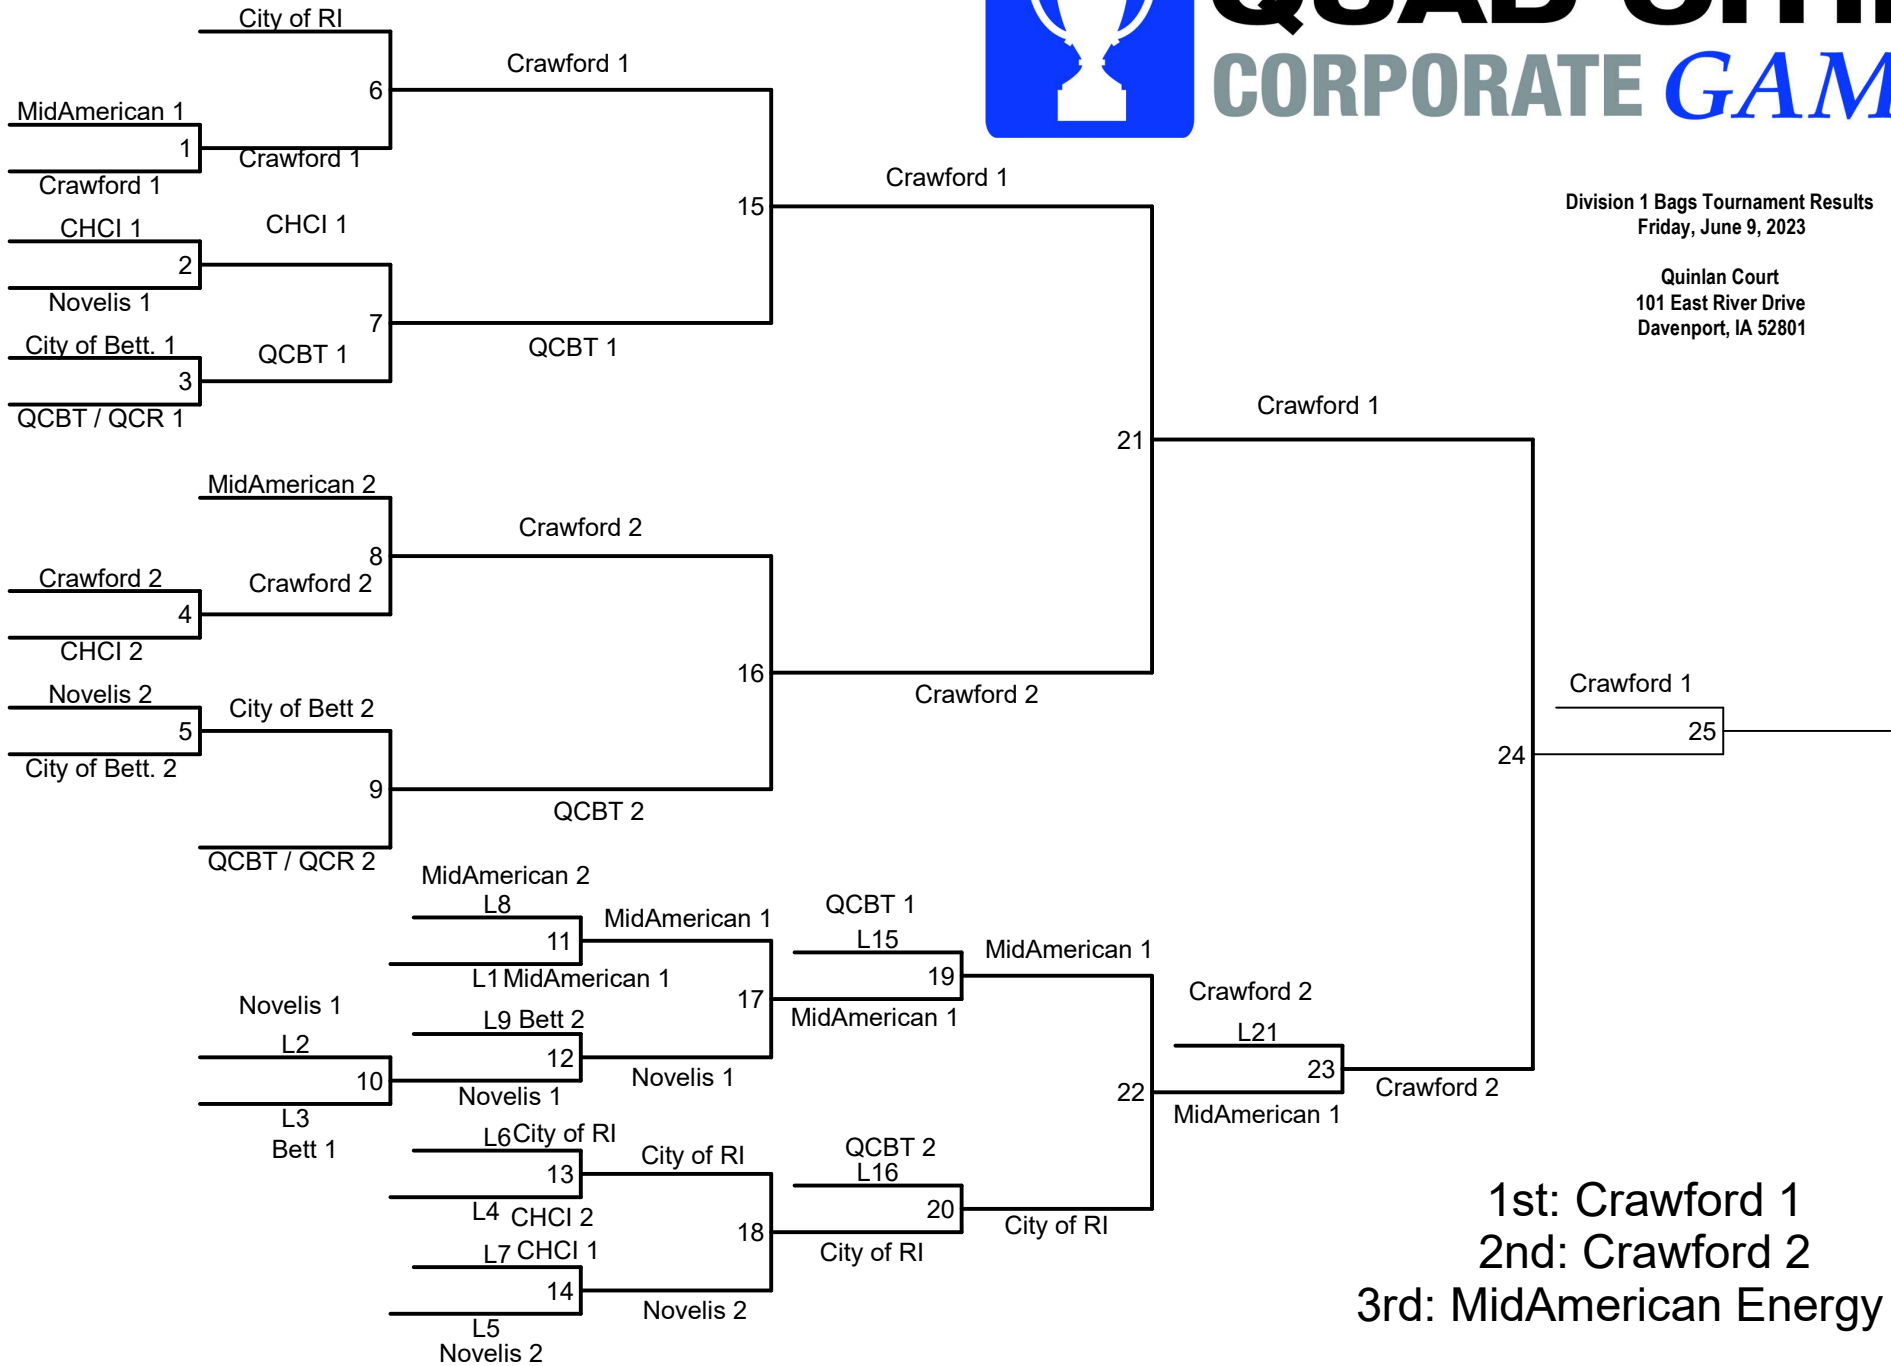 QUAD CITIE
CORPORATE GAM
Division 1 Bags Tournament Results
Friday, June 9, 2023
Quinlan Court
101 East River Drive
Davenport, IA 52801
City of RI
6
Crawford 1
MidAmerican 1
1
Crawford 1
Crawford 1
CHCI 1
CHCI 1
2
Novelis 1
7
City of Bett. 1
QCBT 1
QCBT 1
3
QCBT / QCR 1
15
Crawford 1
MidAmerican 2
8
Crawford 2
Crawford 2
Crawford 2
4
CHCI 2
Novelis 2
City of Bett 2
5
City of Bett. 2
9
QCBT 2
QCBT / QCR 2
16
Crawford 2
21
Crawford 1
MidAmerican 2
L8
MidAmerican 1
11
L1 MidAmerican 1
Novelis 1
L2
10
L3
Bett 1
L9 Bett 2
12
Novelis 1
Novelis 1
17
QCBT 1
L15
MidAmerican 1
19
MidAmerican 1
L6 City of RI
City of RI
13
L4 CHCI 2
L7 CHCI 1
14
L5
Novelis 2
Novelis 2
18
QCBT 2
L16
20
City of RI
City of RI
22
Crawford 2
L21
23
MidAmerican 1
Crawford 2
24
Crawford 1
25
1st: Crawford 1
2nd: Crawford 2
3rd: MidAmerican Energy